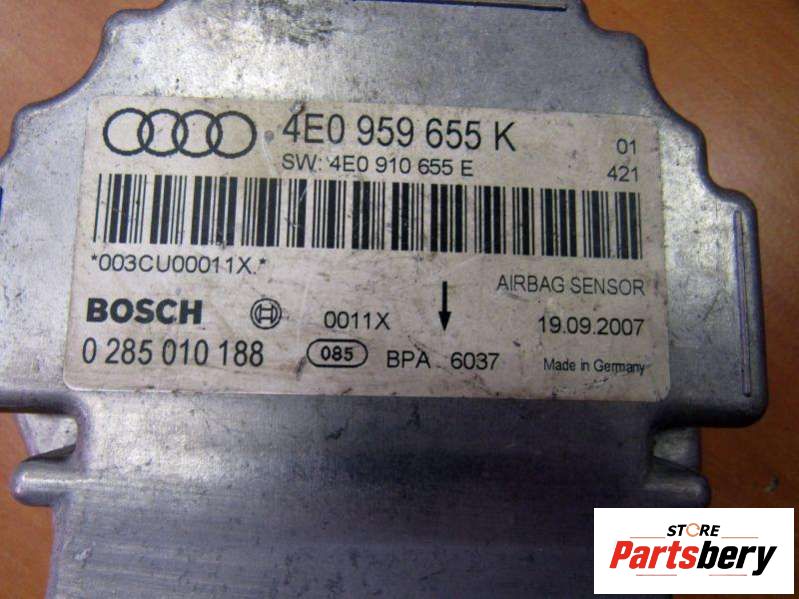 4E0 959 655 K
01
SW: 4E0 910 655 E
421
*003CU00011X.*
AIRBAG SENSOR
BOSCH
0011X
19.09.2007
0 285 010 188
085
BPA 6037
Made in Germany
STORE
Partsbery